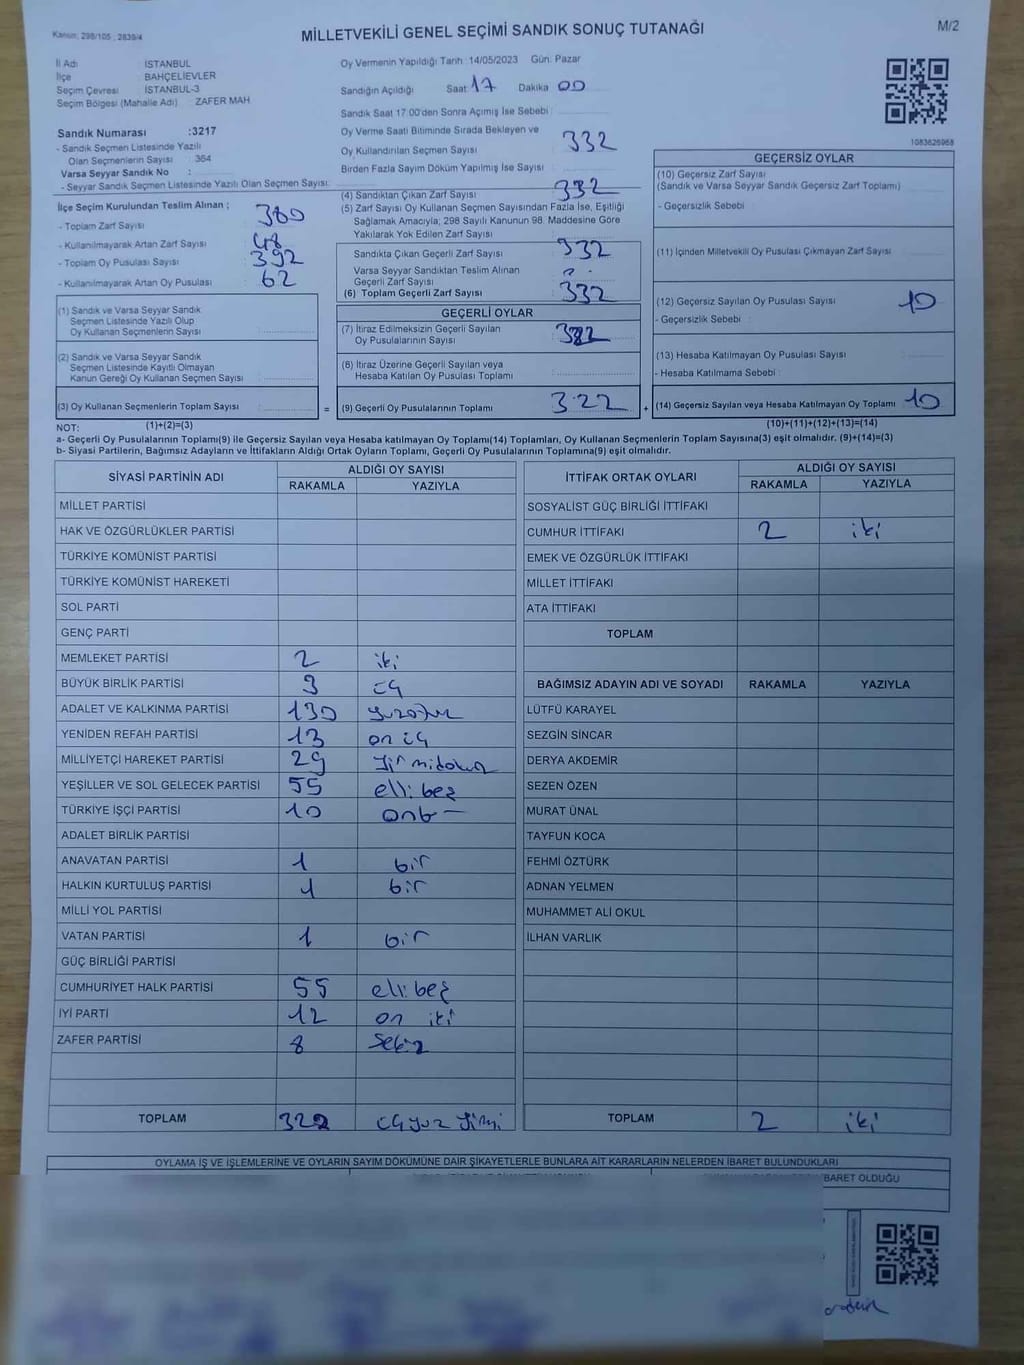 Kanun: 298/105 ; 2839/4
MİLLETVEKİLİ GENEL SEÇİMİ SANDIK SONUÇ TUTANAĞI
M/2
İl Adı İSTANBUL
İlçe BAHÇELİEVLER
Seçim Çevresi İSTANBUL-3
Seçim Bölgesi (Mahalle Adı) : ZAFER MAH
Sandık Numarası :3217
- Sandık Seçmen Listesinde Yazılı
Olan Seçmenlerin Sayısı : 364
Varsa Seyyar Sandık No :
- Seyyar Sandık Seçmen Listesinde Yazılı Olan Seçmen Sayısı:
İlçe Seçim Kurulundan Teslim Alınan ;
- Toplam Zarf Sayısı 380
- Kullanılmayarak Artan Zarf Sayısı 48
- Toplam Oy Pusulası Sayısı 392
- Kullanılmayarak Artan Oy Pusulası 62
(1) Sandık ve Varsa Seyyar Sandık
Seçmen Listesinde Yazılı Olup
Oy Kullanan Seçmenlerin Sayısı :
(2) Sandık ve Varsa Seyyar Sandık
Seçmen Listesinde Kayıtlı Olmayan
Kanun Gereği Oy Kullanan Seçmen Sayısı :
(3) Oy Kullanan Seçmenlerin Toplam Sayısı : =
Oy Vermenin Yapıldığı Tarih :14/05/2023 Gün: Pazar
Sandığın Açıldığı Saat 17 Dakika 00
Sandık Saat 17.00'den Sonra Açılmış İse Sebebi :
Oy Verme Saati Bitiminde Sırada Bekleyen ve
Oy Kullandırılan Seçmen Sayısı : 332
Birden Fazla Sayım Döküm Yapılmış İse Sayısı :
(4) Sandıktan Çıkan Zarf Sayısı : 332
(5) Zarf Sayısı Oy Kullanan Seçmen Sayısından Fazla İse, Eşitliği
Sağlamak Amacıyla; 298 Sayılı Kanunun 98. Maddesine Göre
Yakılarak Yok Edilen Zarf Sayısı :
Sandıkta Çıkan Geçerli Zarf Sayısı : 332
Varsa Seyyar Sandıktan Teslim Alınan
Geçerli Zarf Sayısı :
(6) Toplam Geçerli Zarf Sayısı : 332
GEÇERLİ OYLAR
(7) İtiraz Edilmeksizin Geçerli Sayılan
Oy Pusulalarının Sayısı :
(8) İtiraz Üzerine Geçerli Sayılan veya
Hesaba Katılan Oy Pusulası Toplamı :
(9) Geçerli Oy Pusulalarının Toplamı : 322 +
1083626968
GEÇERSİZ OYLAR
(10) Geçersiz Zarf Sayısı
(Sandık ve Varsa Seyyar Sandık Geçersiz Zarf Toplamı) :
- Geçersizlik Sebebi :
(11) İçinden Milletvekili Oy Pusulası Çıkmayan Zarf Sayısı :
(12) Geçersiz Sayılan Oy Pusulası Sayısı : 10
- Geçersizlik Sebebi :
(13) Hesaba Katılmayan Oy Pusulası Sayısı :
- Hesaba Katılmama Sebebi :
(14) Geçersiz Sayılan veya Hesaba Katılmayan Oy Toplamı : 10
NOT: (1)+(2)=(3) (10)+(11)+(12)+(13)=(14)
a- Geçerli Oy Pusulalarının Toplamı(9) ile Geçersiz Sayılan veya Hesaba katılmayan Oy Toplamı(14) Toplamları, Oy Kullanan Seçmenlerin Toplam Sayısına(3) eşit olmalıdır. (9)+(14)=(3)
b- Siyasi Partilerin, Bağımsız Adayların ve İttifakların Aldığı Ortak Oyların Toplamı, Geçerli Oy Pusulalarının Toplamına(9) eşit olmalıdır.
SİYASİ PARTİNİN ADI ALDIĞI OY SAYISI
RAKAMLA YAZIYLA
MİLLET PARTİSİ
HAK VE ÖZGÜRLÜKLER PARTİSİ
TÜRKİYE KOMÜNİST PARTİSİ
TÜRKİYE KOMÜNİST HAREKETİ
SOL PARTİ
GENÇ PARTİ
MEMLEKET PARTİSİ 2 iki
BÜYÜK BİRLİK PARTİSİ 3 üç
ADALET VE KALKINMA PARTİSİ 130 yüzotuz
YENİDEN REFAH PARTİSİ 13 on üç
MİLLİYETÇİ HAREKET PARTİSİ 29 yirmidokuz
YEŞİLLER VE SOL GELECEK PARTİSİ 55 elli beş
TÜRKİYE İŞÇİ PARTİSİ 10
ADALET BİRLİK PARTİSİ
ANAVATAN PARTİSİ 1 bir
HALKIN KURTULUŞ PARTİSİ 1 bir
MİLLİ YOL PARTİSİ
VATAN PARTİSİ 1 bir
GÜÇ BİRLİĞİ PARTİSİ
CUMHURİYET HALK PARTİSİ 55 elli beş
İYİ PARTİ 12 on iki
ZAFER PARTİSİ 8 sekiz
TOPLAM 322 üçyüz yirmi
İTTİFAK ORTAK OYLARI ALDIĞI OY SAYISI
RAKAMLA YAZIYLA
SOSYALİST GÜÇ BİRLİĞİ İTTİFAKI
CUMHUR İTTİFAKI 2 iki
EMEK VE ÖZGÜRLÜK İTTİFAKI
MİLLET İTTİFAKI
ATA İTTİFAKI
TOPLAM
BAĞIMSIZ ADAYIN ADI VE SOYADI RAKAMLA YAZIYLA
LÜTFÜ KARAYEL
SEZGİN SİNCAR
DERYA AKDEMİR
SEZEN ÖZEN
MURAT ÜNAL
TAYFUN KOCA
FEHMİ ÖZTÜRK
ADNAN YELMEN
MUHAMMET ALİ OKUL
İLHAN VARLIK
TOPLAM 2 iki
OYLAMA İŞ VE İŞLEMLERİNE VE OYLARIN SAYIM DÖKÜMÜNE DAİR ŞİKAYETLERLE BUNLARA AİT KARARLARIN NELERDEN İBARET BULUNDUKLARI
İBARET OLDUĞU